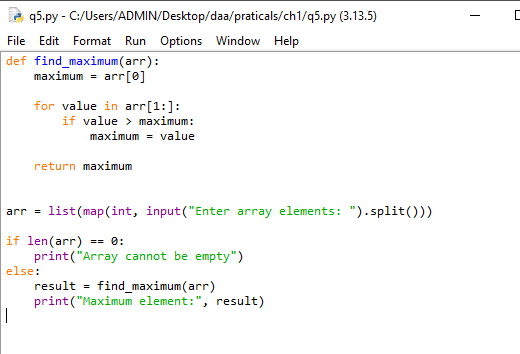 q5.py - C:/Users/ADMIN/Desktop/daa/praticals/ch1/q5.py (3.13.5)
File Edit Format Run Options Window Help
def find_maximum(arr):
    maximum = arr[0]

    for value in arr[1:]:
        if value > maximum:
            maximum = value

    return maximum


arr = list(map(int, input("Enter array elements: ").split()))

if len(arr) == 0:
    print("Array cannot be empty")
else:
    result = find_maximum(arr)
    print("Maximum element:", result)